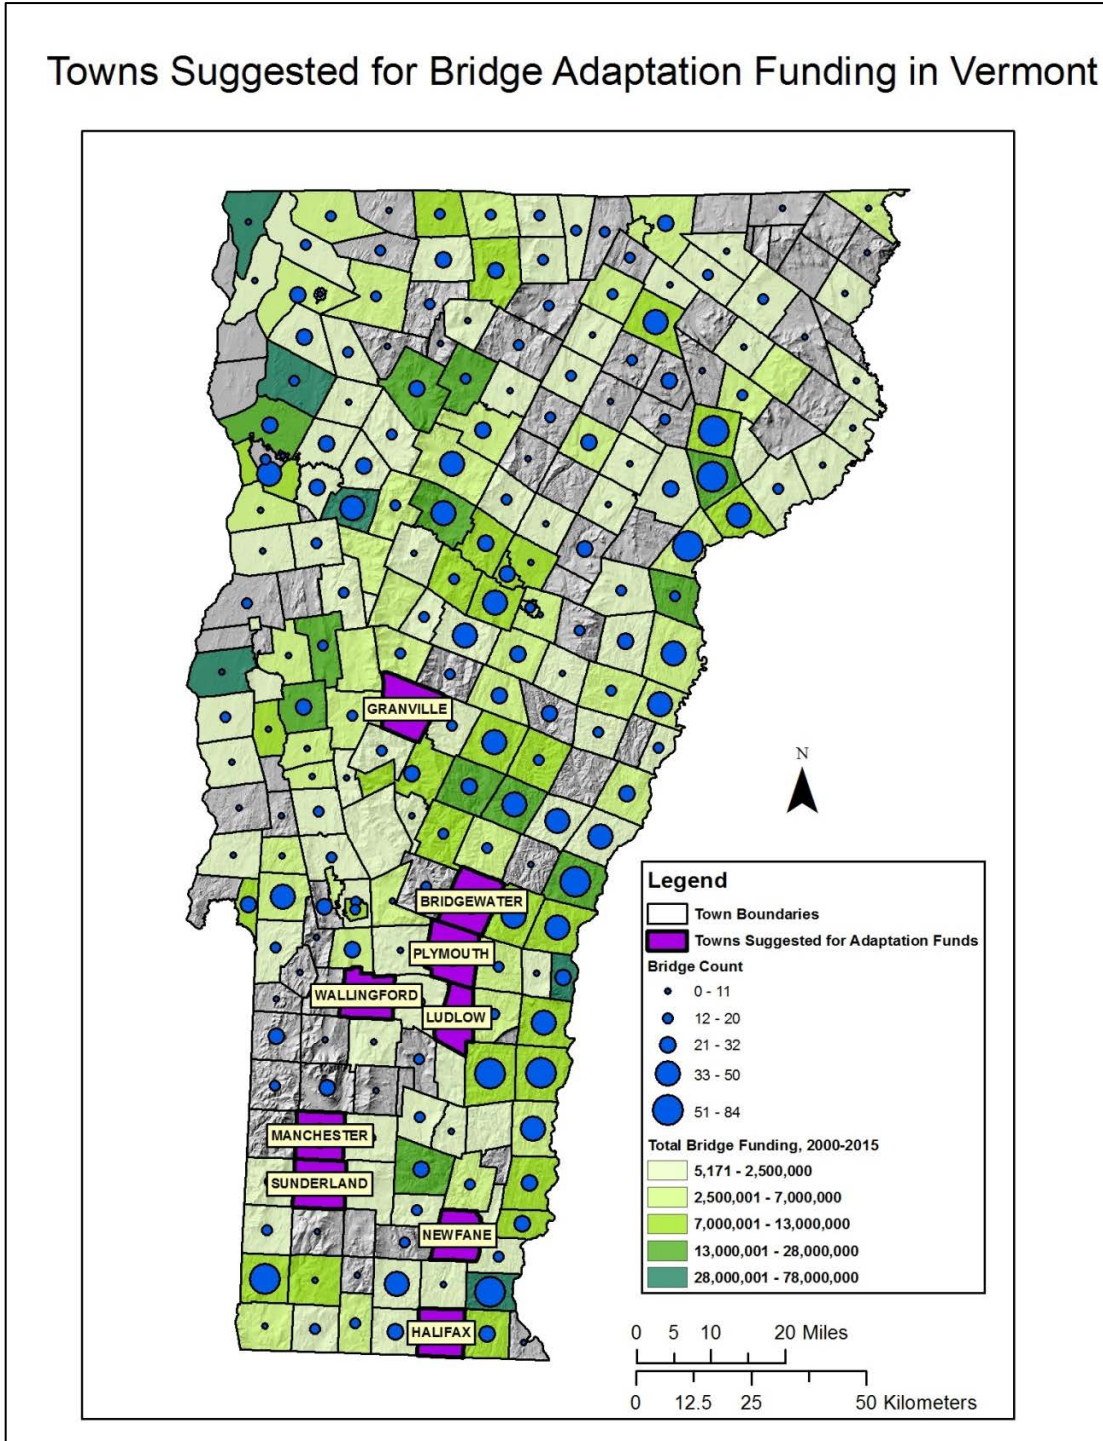 Towns Suggested for Bridge Adaptation Funding in Vermont
GRANVILLE
N
BRIDGEWATER
PLYMOUTH
WALLINGFORD
LUDLOW
MANCHESTER
SUNDERLAND
NEWFANE
HALIFAX
Legend
Town Boundaries
Towns Suggested for Adaptation Funds
Bridge Count
0 - 11
12 - 20
21 - 32
33 - 50
51 - 84
Total Bridge Funding, 2000-2015
5,171 - 2,500,000
2,500,001 - 7,000,000
7,000,001 - 13,000,000
13,000,001 - 28,000,000
28,000,001 - 78,000,000
0 5 10 20 Miles
0 12.5 25 50 Kilometers